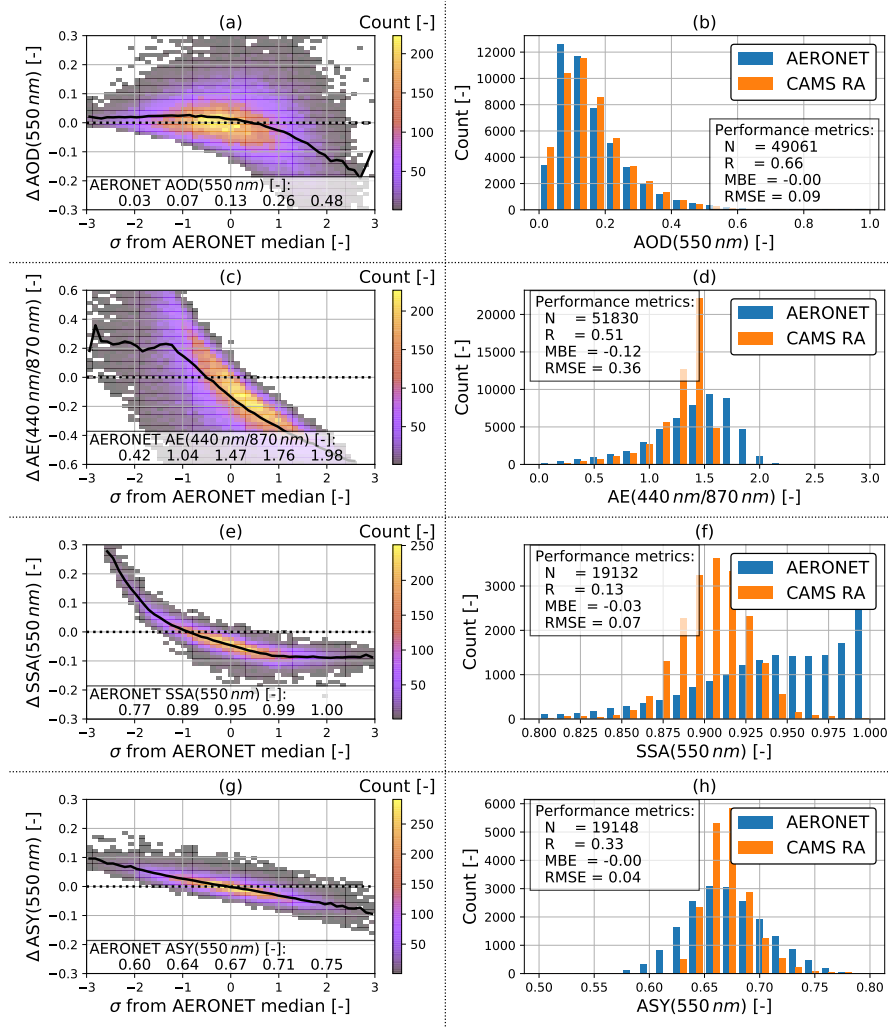 (a)
Count [-]
Δ AOD(550 nm) [-]
0.3
0.2
0.1
0.0
−0.1
−0.2
−0.3
AERONET AOD(550 nm) [-]:
0.03 0.07 0.13 0.26 0.48
−3 −2 −1 0 1 2 3
σ from AERONET median [-]
200
150
100
50
(b)
Count [-]
12000
10000
8000
6000
4000
2000
0
AERONET
CAMS RA
Performance metrics:
N = 49061
R = 0.66
MBE = -0.00
RMSE = 0.09
0.0 0.2 0.4 0.6 0.8 1.0
AOD(550 nm) [-]
(c)
Count [-]
Δ AE(440 nm/870 nm) [-]
0.6
0.4
0.2
0.0
−0.2
−0.4
−0.6
AERONET AE(440 nm/870 nm) [-]:
0.42 1.04 1.47 1.76 1.98
−3 −2 −1 0 1 2 3
σ from AERONET median [-]
200
150
100
50
(d)
Count [-]
20000
15000
10000
5000
0
Performance metrics:
N = 51830
R = 0.51
MBE = -0.12
RMSE = 0.36
AERONET
CAMS RA
0.0 0.5 1.0 1.5 2.0 2.5 3.0
AE(440 nm/870 nm) [-]
(e)
Count [-]
Δ SSA(550 nm) [-]
0.3
0.2
0.1
0.0
−0.1
−0.2
−0.3
AERONET SSA(550 nm) [-]:
0.77 0.89 0.95 0.99 1.00
−3 −2 −1 0 1 2 3
σ from AERONET median [-]
250
200
150
100
50
(f)
Count [-]
3000
2000
1000
0
Performance metrics:
N = 19132
R = 0.13
MBE = -0.03
RMSE = 0.07
AERONET
CAMS RA
0.800 0.825 0.850 0.875 0.900 0.925 0.950 0.975 1.000
SSA(550 nm) [-]
(g)
Count [-]
Δ ASY(550 nm) [-]
0.3
0.2
0.1
0.0
−0.1
−0.2
−0.3
AERONET ASY(550 nm) [-]:
0.60 0.64 0.67 0.71 0.75
−3 −2 −1 0 1 2 3
σ from AERONET median [-]
250
200
150
100
50
(h)
Count [-]
6000
5000
4000
3000
2000
1000
0
Performance metrics:
N = 19148
R = 0.33
MBE = -0.00
RMSE = 0.04
AERONET
CAMS RA
0.50 0.55 0.60 0.65 0.70 0.75 0.80
ASY(550 nm) [-]